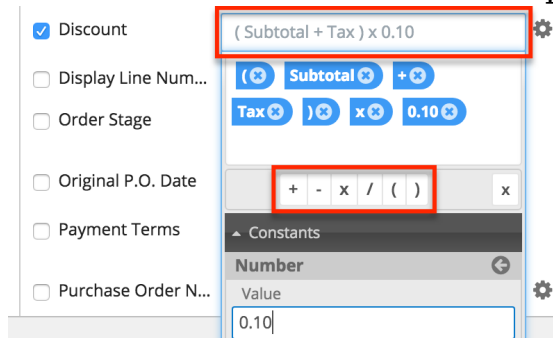 Discount
( Subtotal + Tax ) x 0.10
Display Line Num...
( Subtotal +
Order Stage
Tax ) x 0.10
Original P.O. Date
+ - x / ( ) x
Payment Terms
Constants
Number
Purchase Order N...
Value
0.10